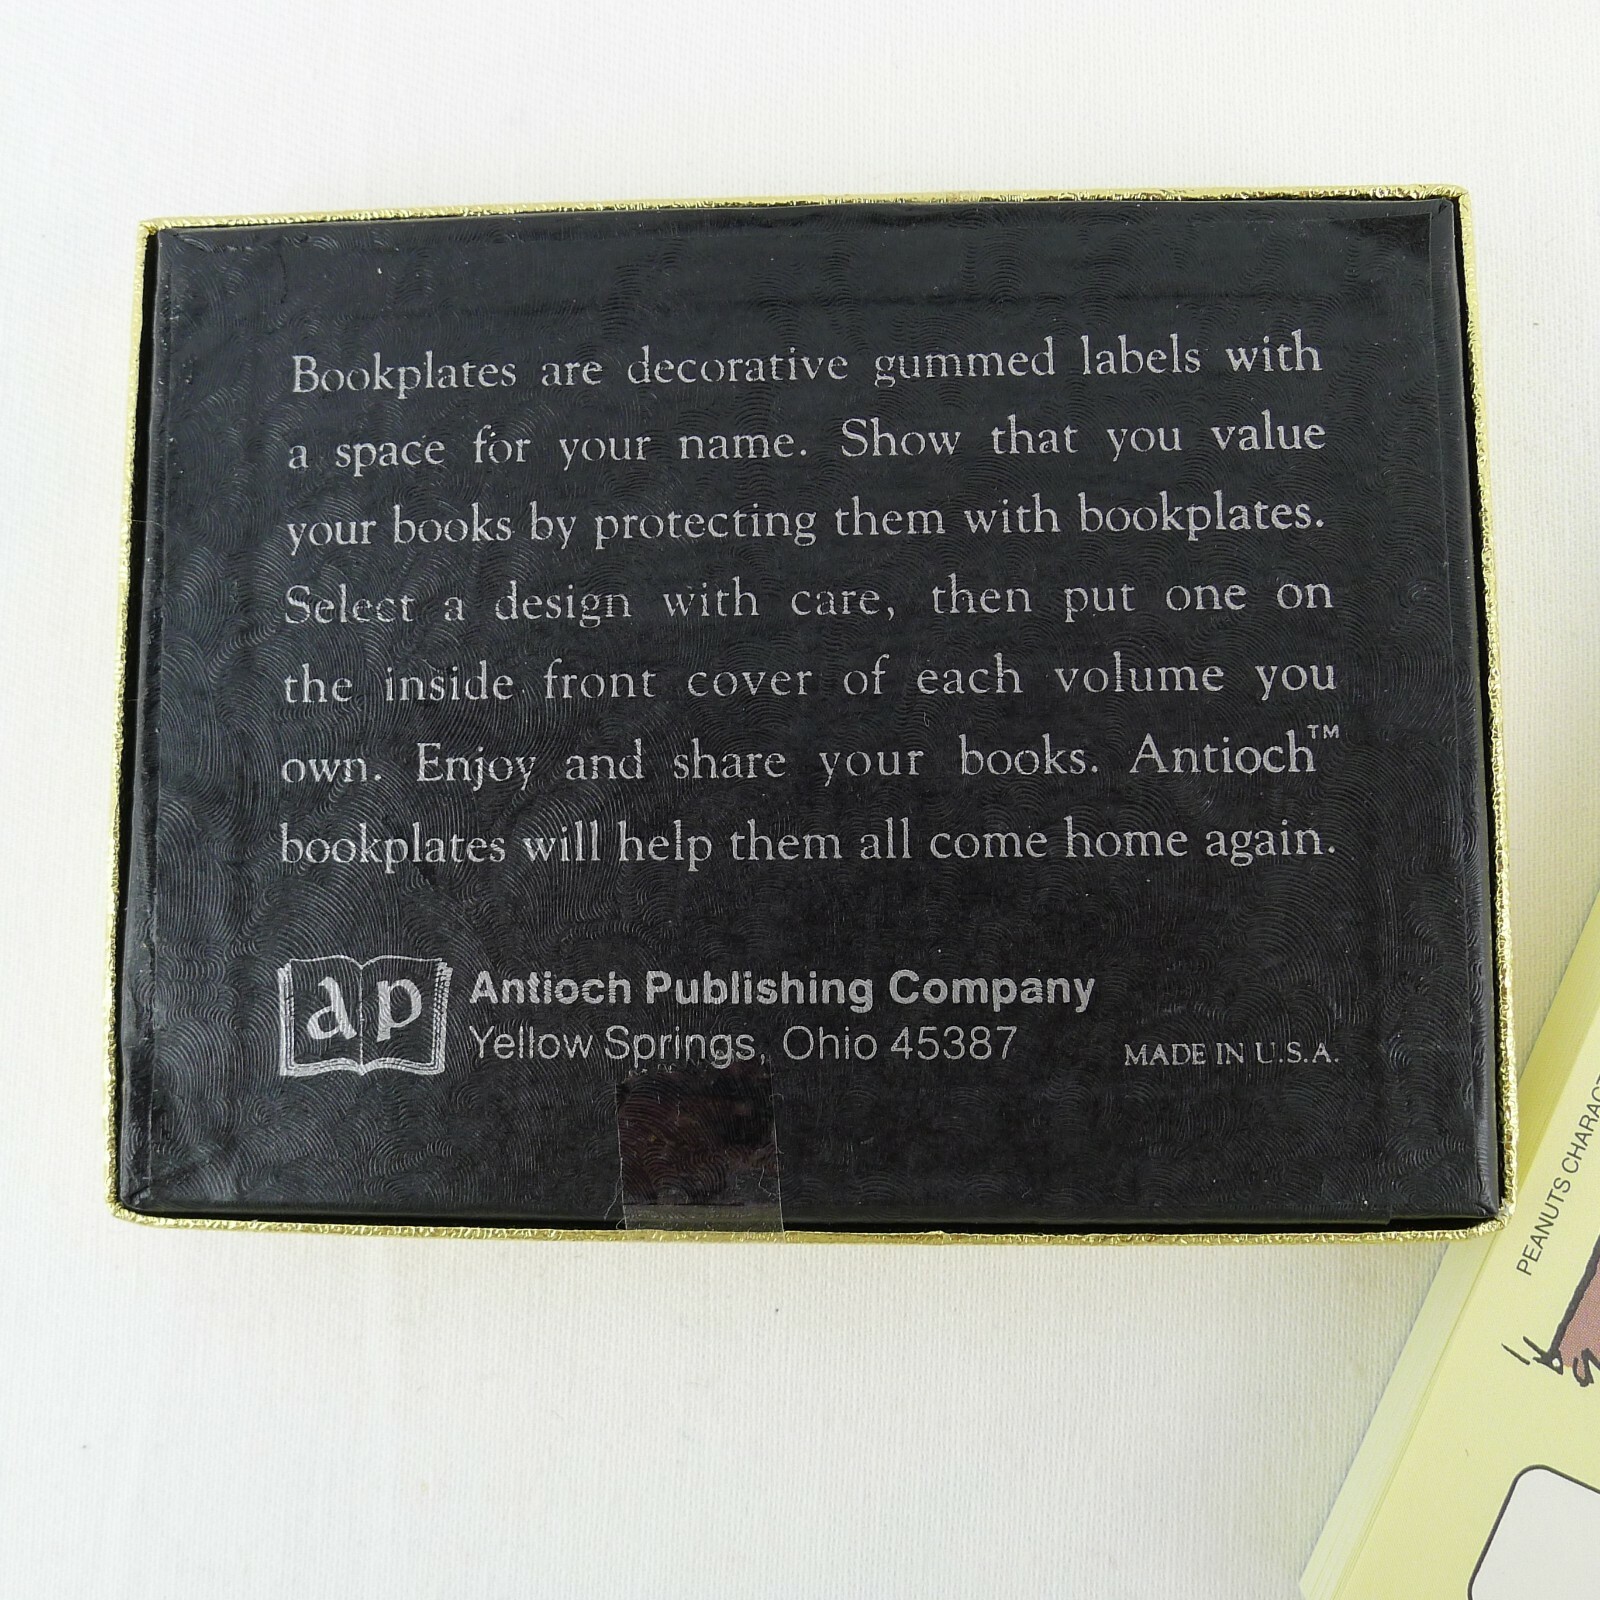 Bookplates are decorative gummed labels with
a space for your name. Show that you value
your books by protecting them with bookplates.
Select a design with care, then put one on
the inside front cover of each volume you
own. Enjoy and share your books. Antioch™
bookplates will help them all come home again.
ap
Antioch Publishing Company
Yellow Springs, Ohio 45387
MADE IN U.S.A.
PEANUTS